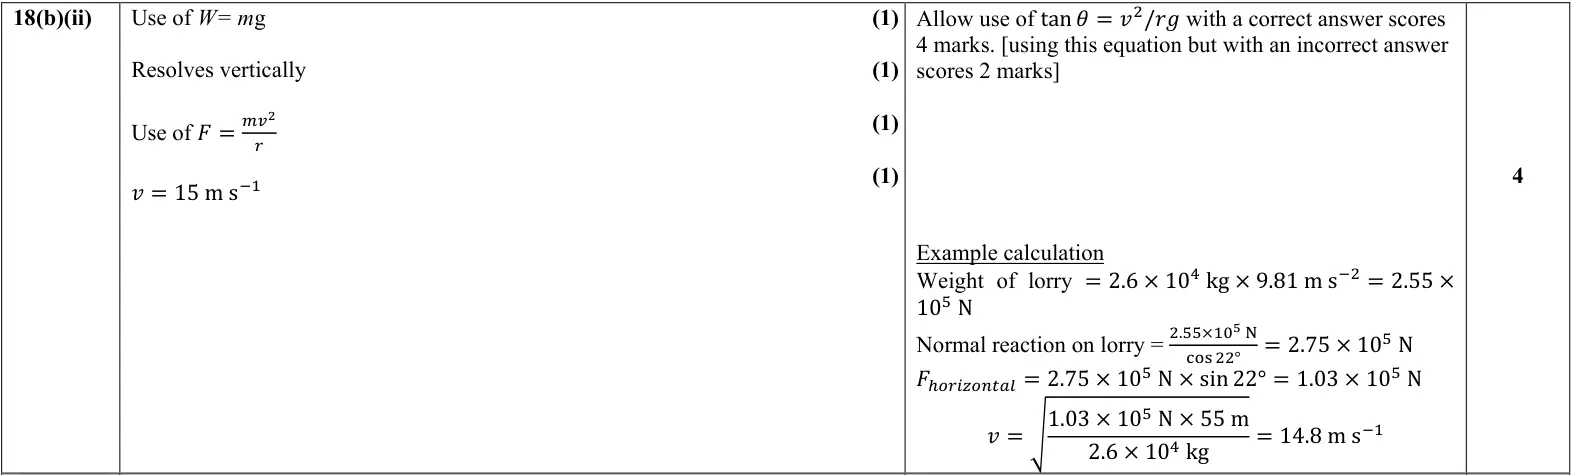 18(b)(ii)
Use of W= mg (1)
Resolves vertically (1)
Use of F = mv²/r (1)
v = 15 m s⁻¹ (1)
Allow use of tan θ = v²/rg with a correct answer scores
4 marks. [using this equation but with an incorrect answer
scores 2 marks]
Example calculation
Weight of lorry = 2.6 × 10⁴ kg × 9.81 m s⁻² = 2.55 ×
10⁵ N
Normal reaction on lorry = 2.55×10⁵ N / cos 22° = 2.75 × 10⁵ N
F_horizontal = 2.75 × 10⁵ N × sin 22° = 1.03 × 10⁵ N
v = √(1.03 × 10⁵ N × 55 m / 2.6 × 10⁴ kg) = 14.8 m s⁻¹
4